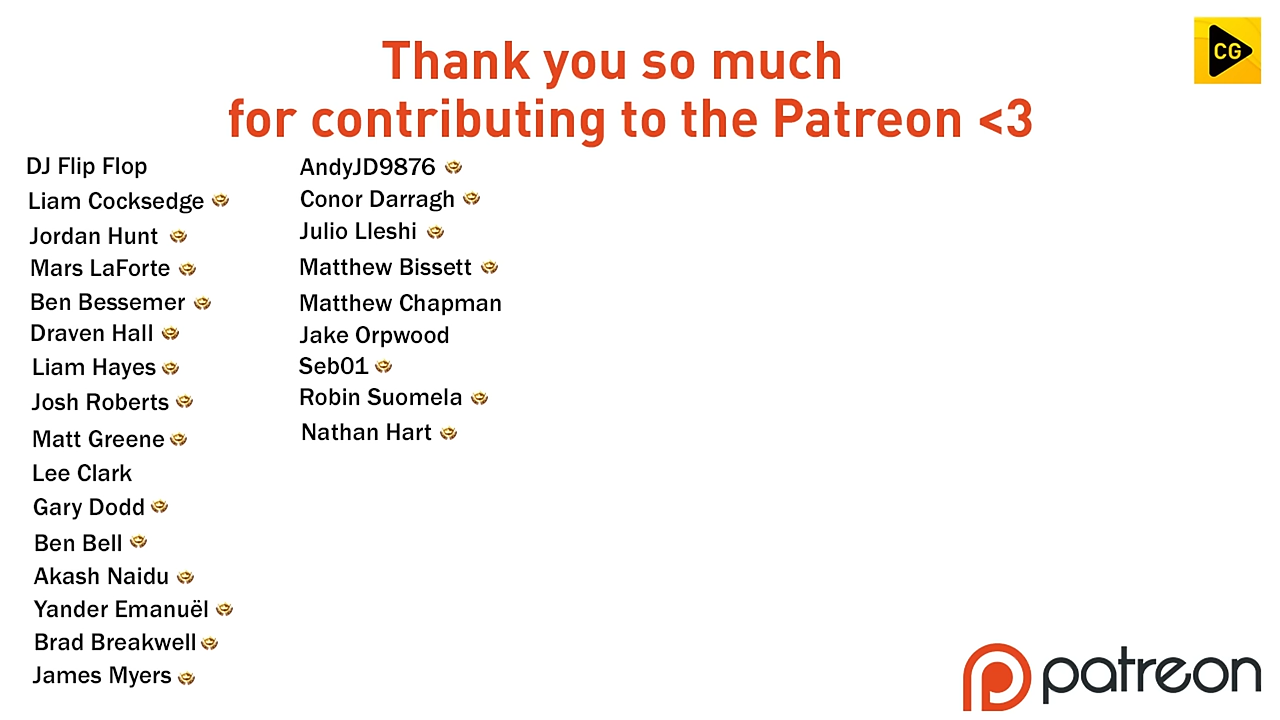 CG
Thank you so much
for contributing to the Patreon <3
DJ Flip Flop
Liam Cocksedge
Jordan Hunt
Mars LaForte
Ben Bessemer
Draven Hall
Liam Hayes
Josh Roberts
Matt Greene
Lee Clark
Gary Dodd
Ben Bell
Akash Naidu
Yander Emanuël
Brad Breakwell
James Myers
AndyJD9876
Conor Darragh
Julio Lleshi
Matthew Bissett
Matthew Chapman
Jake Orpwood
Seb01
Robin Suomela
Nathan Hart
patreon